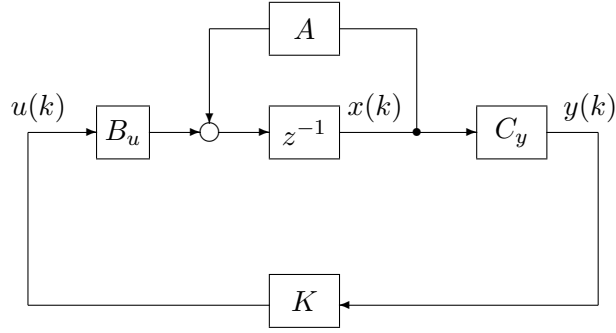 A
u(k)
x(k)
y(k)
B_u
z^{-1}
C_y
K